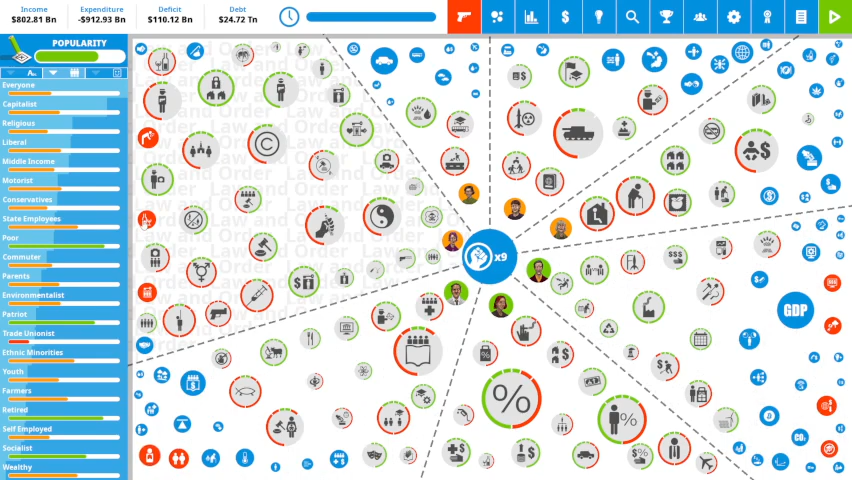 Income
Expenditure
Deficit
Debt
$802.81 Bn
-$912.93 Bn
$110.12 Bn
$24.72 Tn
POPULARITY
Everyone
Capitalist
Religious
Liberal
Middle Income
Motorist
Conservatives
State Employees
Poor
Commuter
Parents
Environmentalist
Patriot
Trade Unionist
Ethnic Minorities
Youth
Farmers
Retired
Self Employed
Socialist
Wealthy
Law and Order
x9
GDP